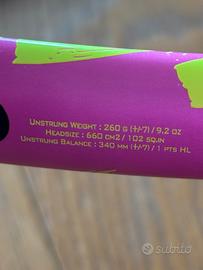 Unstrung Weight : 260 g (+/-7) / 9.2 oz
Headsize : 660 cm2 / 102 sq.in
Unstrung Balance : 340 mm (+/-7) / 1 pts HL
subito